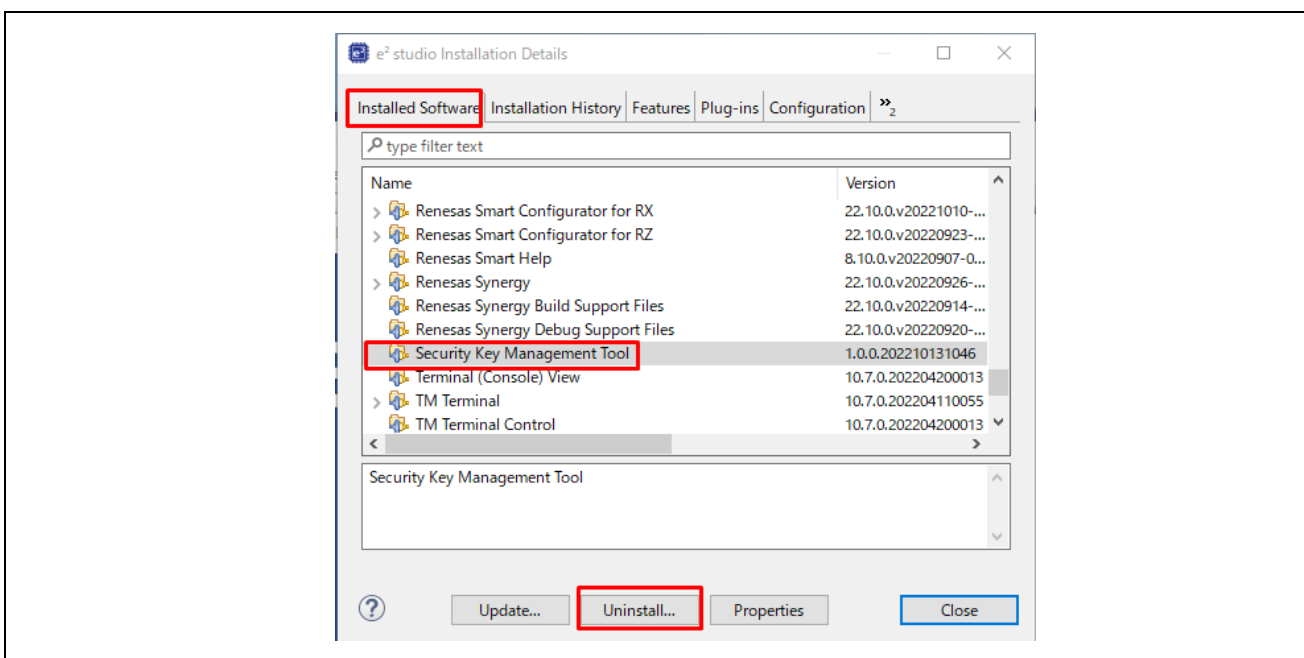 e² studio Installation Details
Installed Software Installation History Features Plug-ins Configuration »2
type filter text
Name Version
Renesas Smart Configurator for RX 22.10.0.v20221010-...
Renesas Smart Configurator for RZ 22.10.0.v20220923-...
Renesas Smart Help 8.10.0.v20220907-0...
Renesas Synergy 22.10.0.v20220926-...
Renesas Synergy Build Support Files 22.10.0.v20220914-...
Renesas Synergy Debug Support Files 22.10.0.v20220920-...
Security Key Management Tool 1.0.0.202210131046
Terminal (Console) View 10.7.0.202204200013
TM Terminal 10.7.0.202204110055
TM Terminal Control 10.7.0.202204200013
Security Key Management Tool
? Update... Uninstall... Properties Close